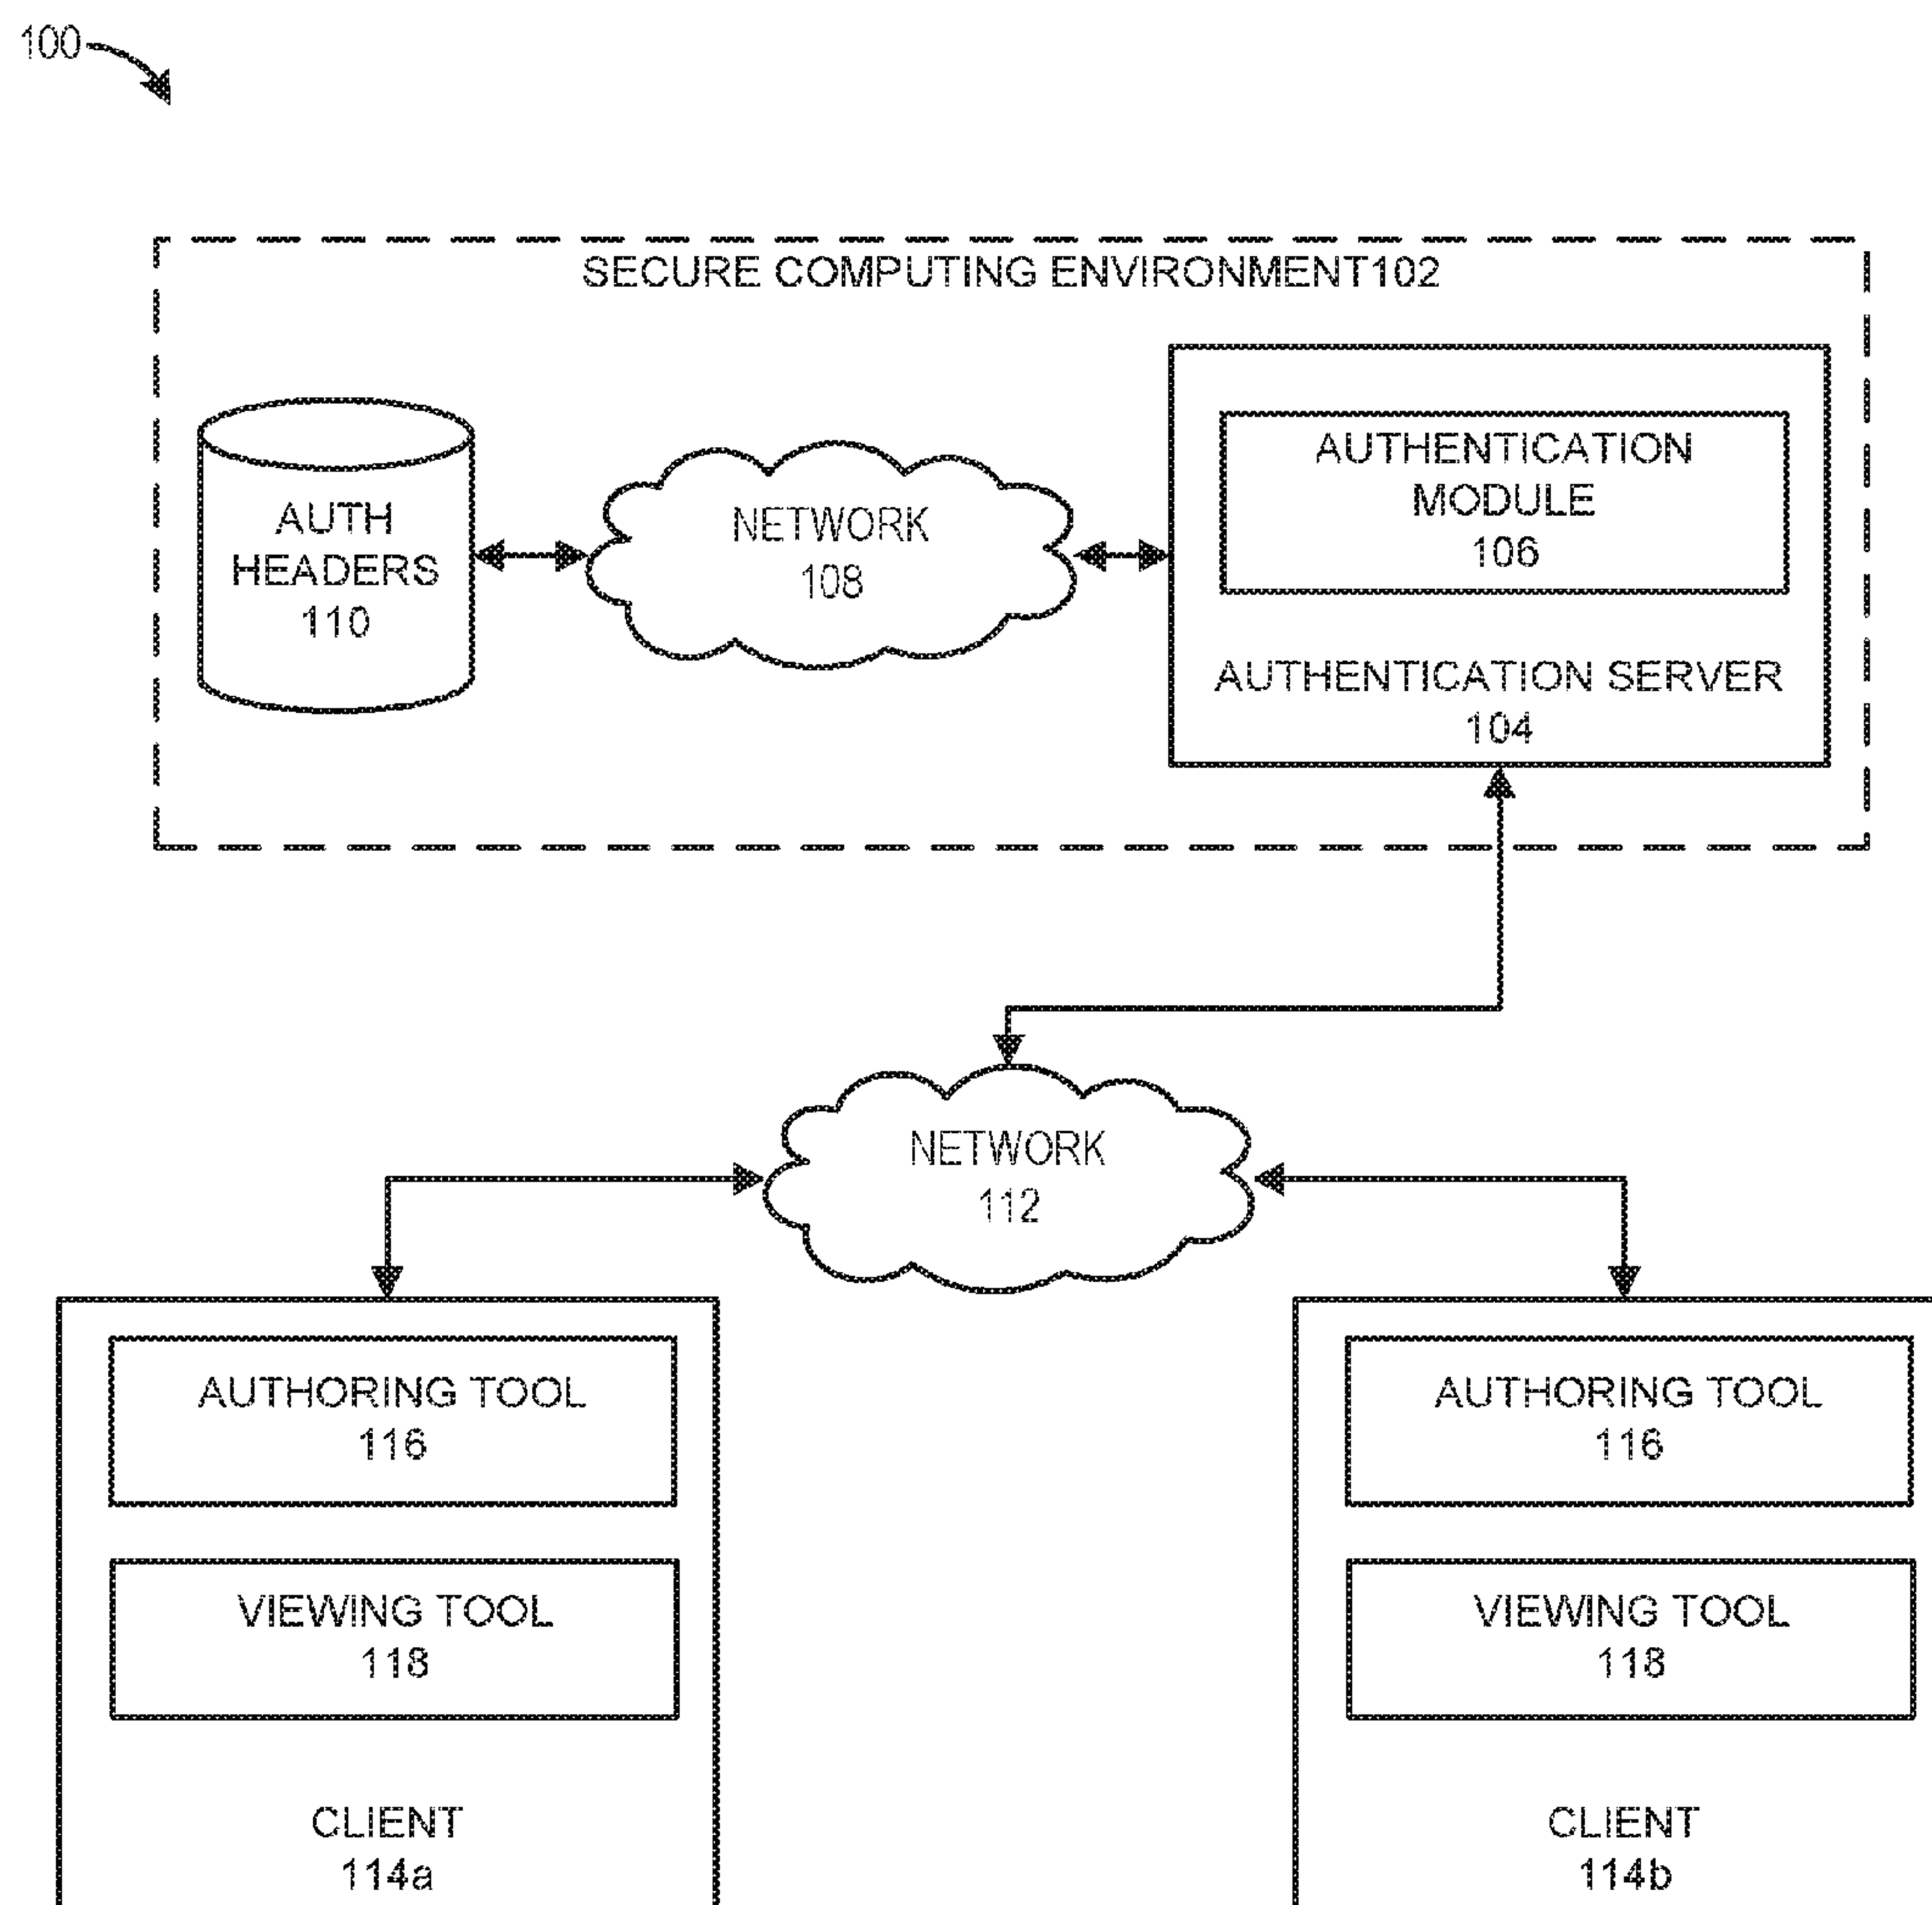 100
SECURE COMPUTING ENVIRONMENT102
AUTH
HEADERS
110
NETWORK
108
AUTHENTICATION
MODULE
106
AUTHENTICATION SERVER
104
NETWORK
112
AUTHORING TOOL
116
VIEWING TOOL
118
CLIENT
114a
AUTHORING TOOL
116
VIEWING TOOL
118
CLIENT
114b